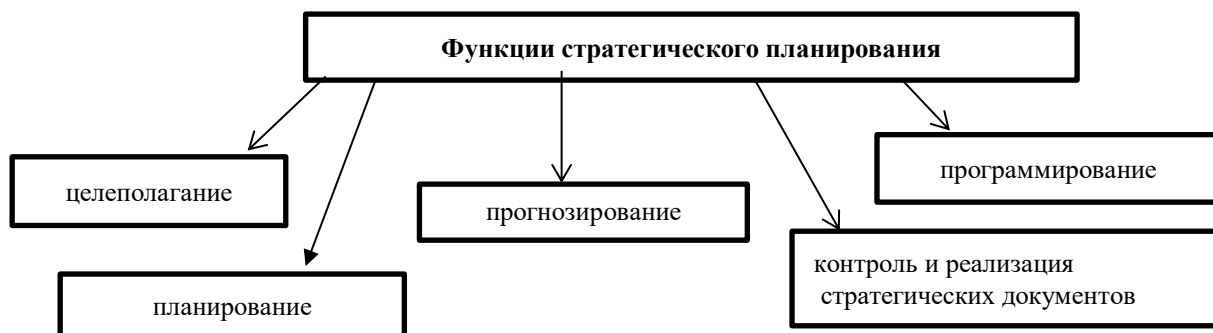 Функции стратегического планирования
целеполагание
прогнозирование
программирование
планирование
контроль и реализация
стратегических документов